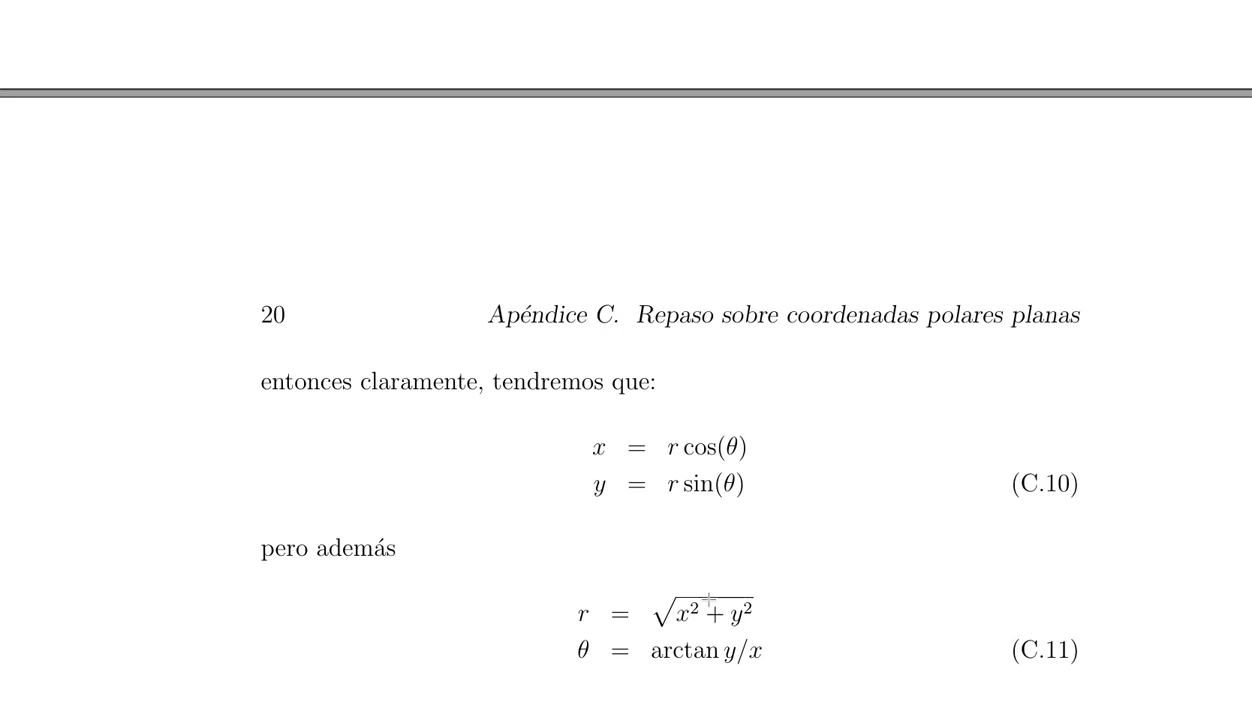 20 Apéndice C. Repaso sobre coordenadas polares planas
entonces claramente, tendremos que:
x = r cos(θ)
y = r sin(θ) (C.10)
pero además
r = √x² + y²
θ = arctan y/x (C.11)